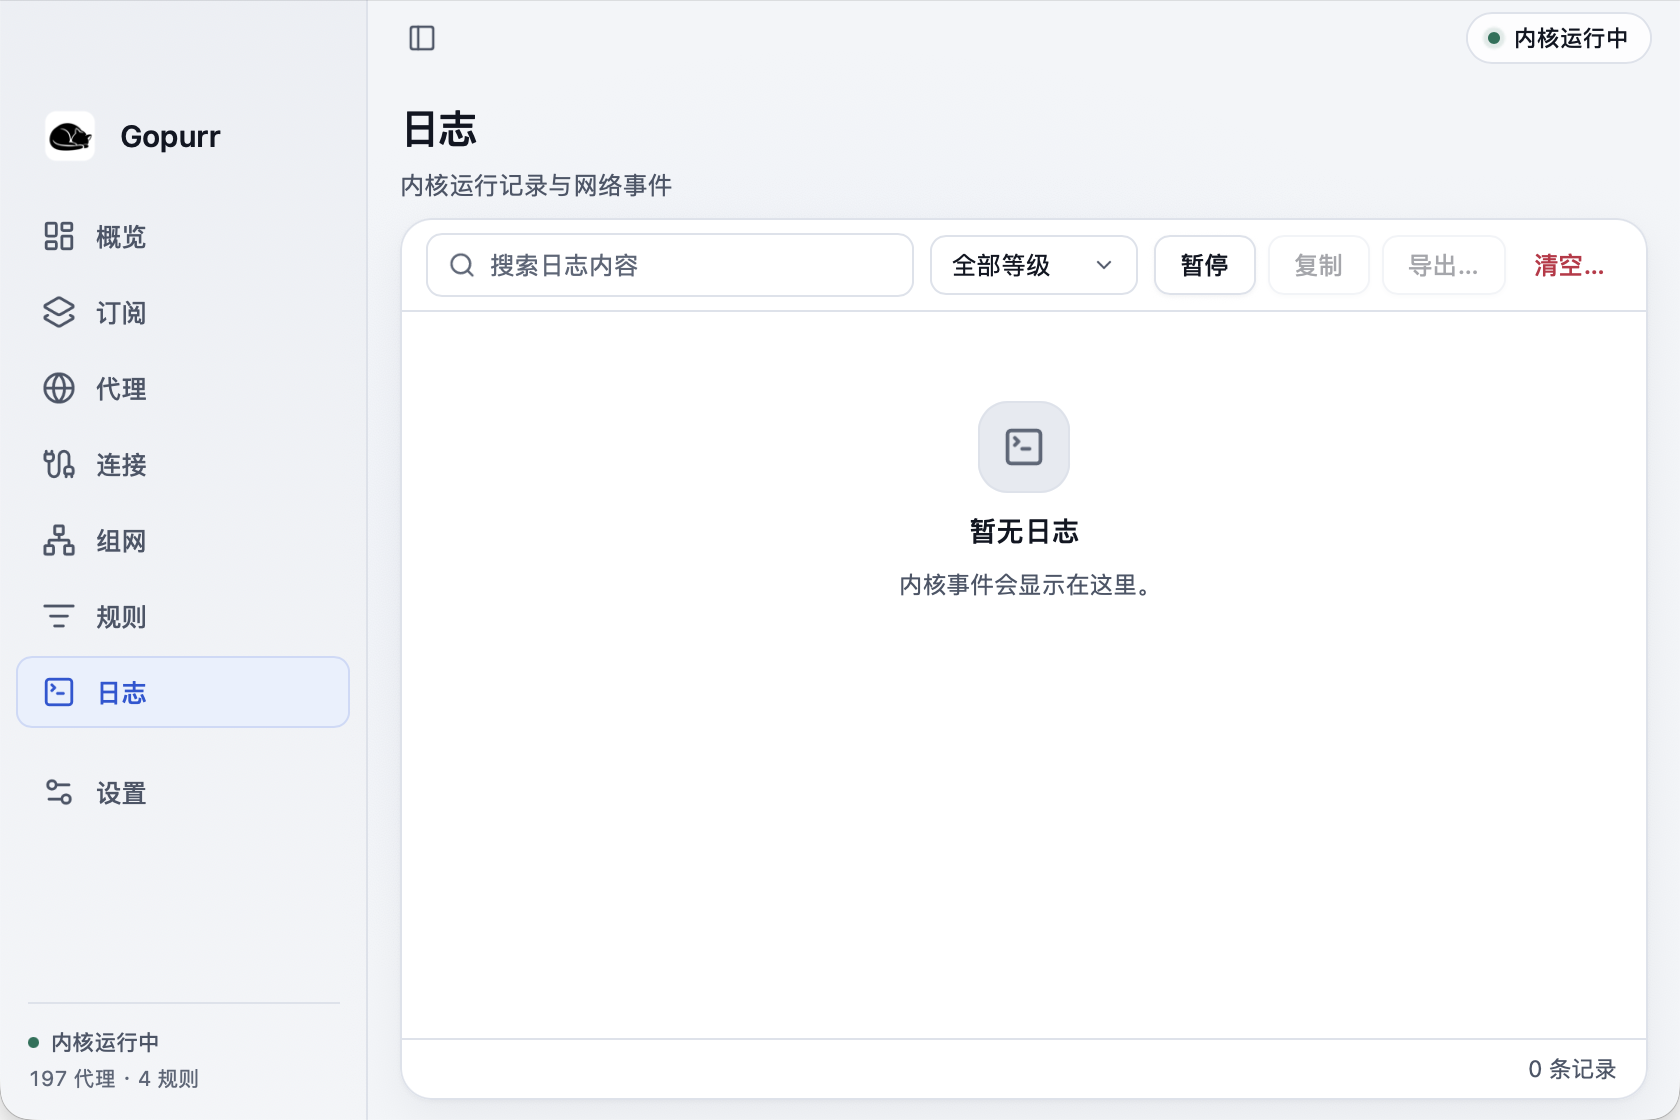 内核运行中
Gopurr
概览
订阅
代理
连接
组网
规则
日志
设置
内核运行中
197 代理 · 4 规则
日志
内核运行记录与网络事件
搜索日志内容
全部等级
暂停
复制
导出...
清空...
暂无日志
内核事件会显示在这里。
0 条记录